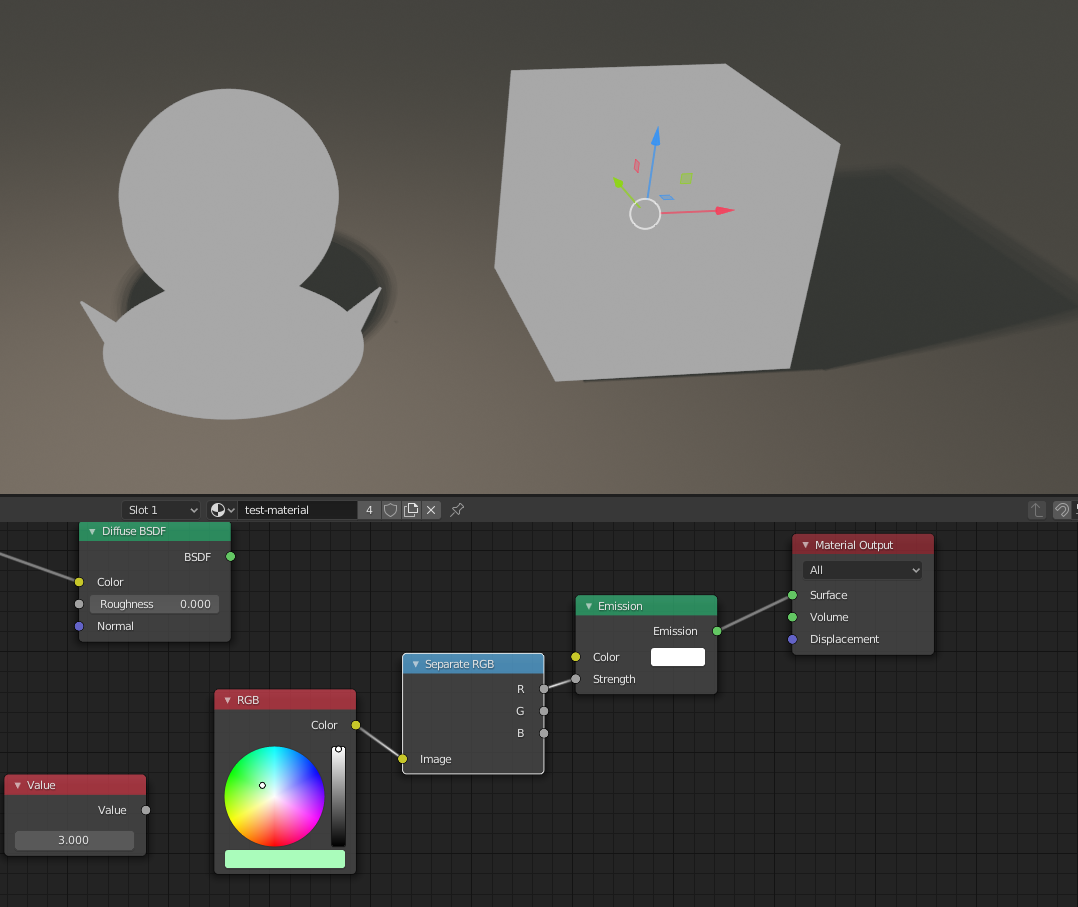 Slot 1
test-material
4
Diffuse BSDF
BSDF
Color
Roughness 0.000
Normal
Value
Value
3.000
RGB
Color
Separate RGB
R
G
B
Image
Emission
Emission
Color
Strength
Material Output
All
Surface
Volume
Displacement